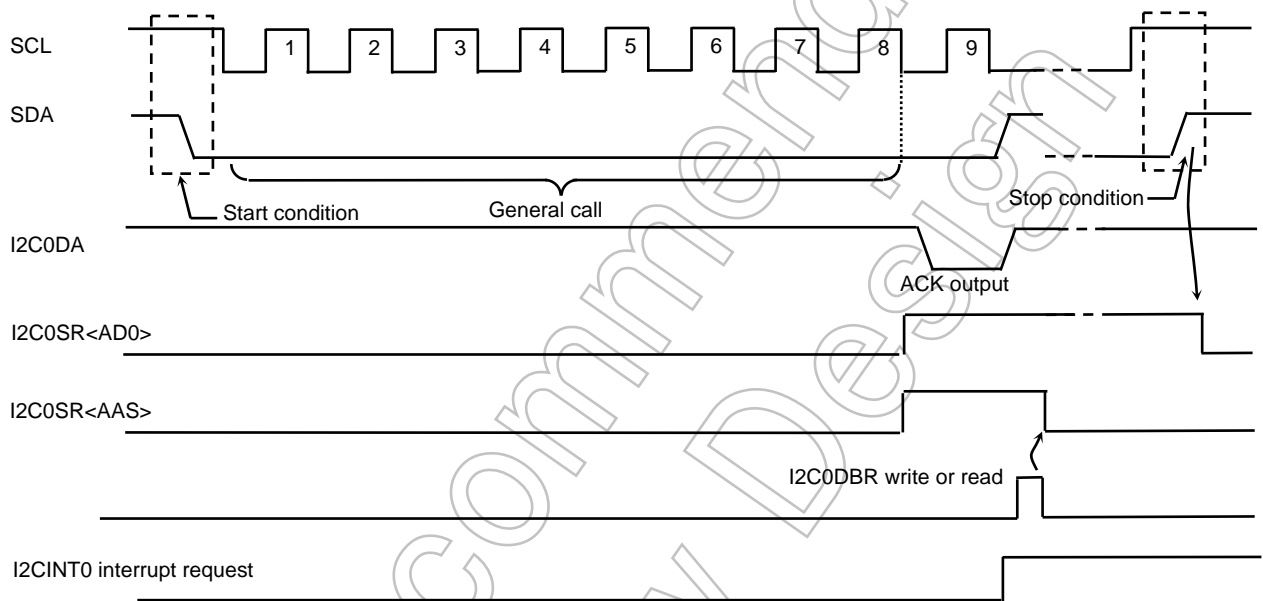 SCL
1 2 3 4 5 6 7 8 9
SDA
Start condition
General call
Stop condition
I2C0DA
ACK output
I2C0SR<AD0>
I2C0SR<AAS>
I2C0DBR write or read
I2CINT0 interrupt request